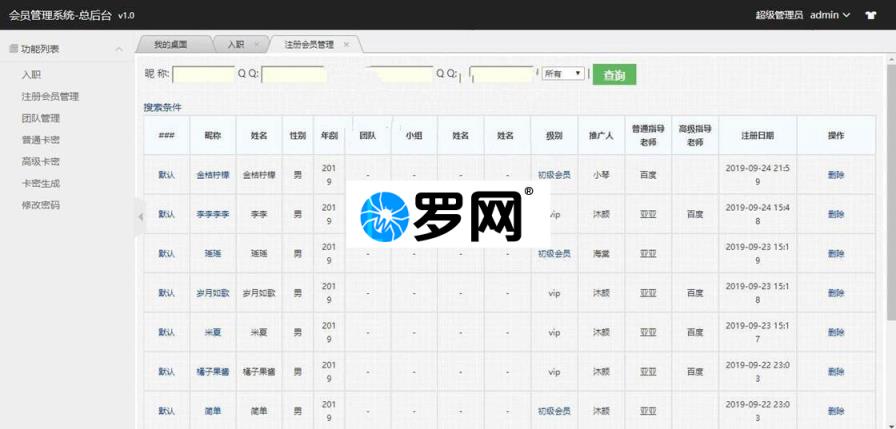 会员管理系统-总后台 v1.0
超级管理员 admin
功能列表
入职
注册会员管理
团队管理
普通卡密
高级卡密
卡密生成
修改密码
我的桌面 入职 × 注册会员管理 ×
昵 称: Q Q: Q Q: 所有 查询
搜索条件
### 昵称 姓名 性别 年龄 团队 小组 姓名 姓名 级别 推广人 普通指导老师 高级指导老师 注册日期 操作
默认 金桔柠檬 金桔柠檬 男 2019 - - - - 初级会员 小琴 百度 2019-09-24 21:59 删除
默认 李李李李 李李 男 2019 vip 沐颜 亚亚 百度 2019-09-24 15:48 删除
罗网®
默认 瑶瑶 瑶瑶 男 2019 - - - - 初级会员 海棠 亚亚 2019-09-23 15:19 删除
默认 岁月如歌 岁月如歌 男 2019 - - - - vip 沐颜 亚亚 百度 2019-09-23 15:18 删除
默认 米夏 米夏 男 2019 - - - - vip 沐颜 亚亚 百度 2019-09-23 15:17 删除
默认 橘子果酱 橘子果酱 男 2019 - - - - vip 沐颜 亚亚 百度 2019-09-22 23:03 删除
默认 简单 简单 男 2019 - - - - 初级会员 沐颜 亚亚 2019-09-22 23:03 删除